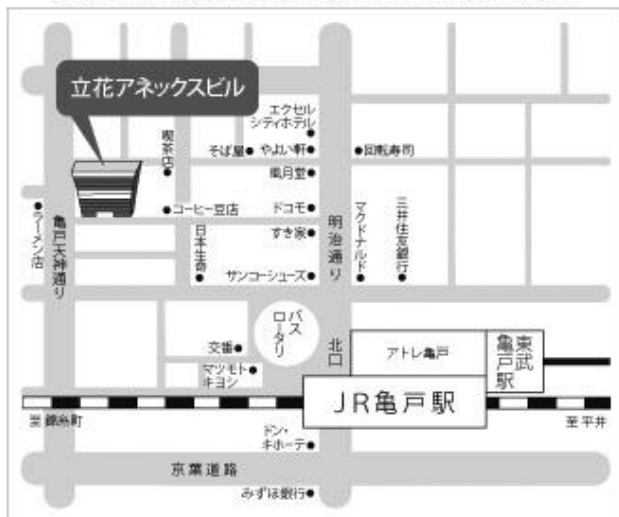 立花アネックスビル
エクセル
シティホテル
喫茶店
そば屋
やよい軒
回転寿司
風月堂
コーヒー豆店
ドコモ
ラーメン店
亀戸天神通り
日本生命
すき家
明治通り
マクドナルド
三井住友銀行
サンコーシューズ
バス
ロータリー
北口
交番
アトレ亀戸
東武
亀戸駅
マツモト
キヨシ
JR亀戸駅
至 錦糸町
至 平井
ドン・
キホーテ
京葉道路
みずほ銀行